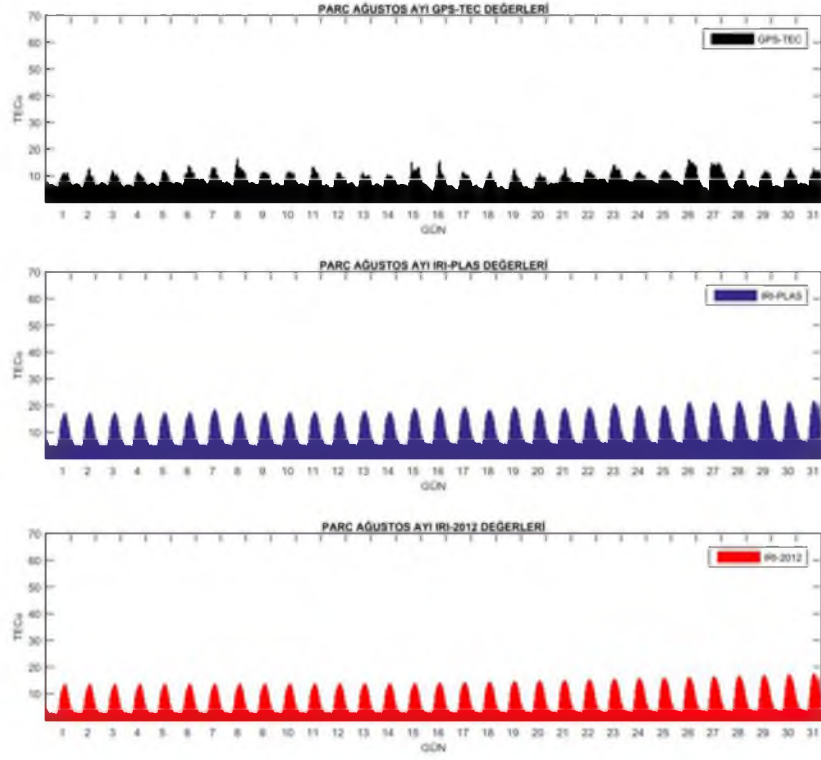 PARC AĞUSTOS AYI GPS-TEC DEĞERLERİ
GPS-TEC
70
60
50
40
30
20
10
TECu
1 2 3 4 5 6 7 8 9 10 11 12 13 14 15 16 17 18 19 20 21 22 23 24 25 26 27 28 29 30 31
GÜN
PARC AĞUSTOS AYI IRI-PLAS DEĞERLERİ
IRI-PLAS
70
60
50
40
30
20
10
TECu
1 2 3 4 5 6 7 8 9 10 11 12 13 14 15 16 17 18 19 20 21 22 23 24 25 26 27 28 29 30 31
GÜN
PARC AĞUSTOS AYI IRI-2012 DEĞERLERİ
IRI-2012
70
60
50
40
30
20
10
TECu
1 2 3 4 5 6 7 8 9 10 11 12 13 14 15 16 17 18 19 20 21 22 23 24 25 26 27 28 29 30 31
GÜN